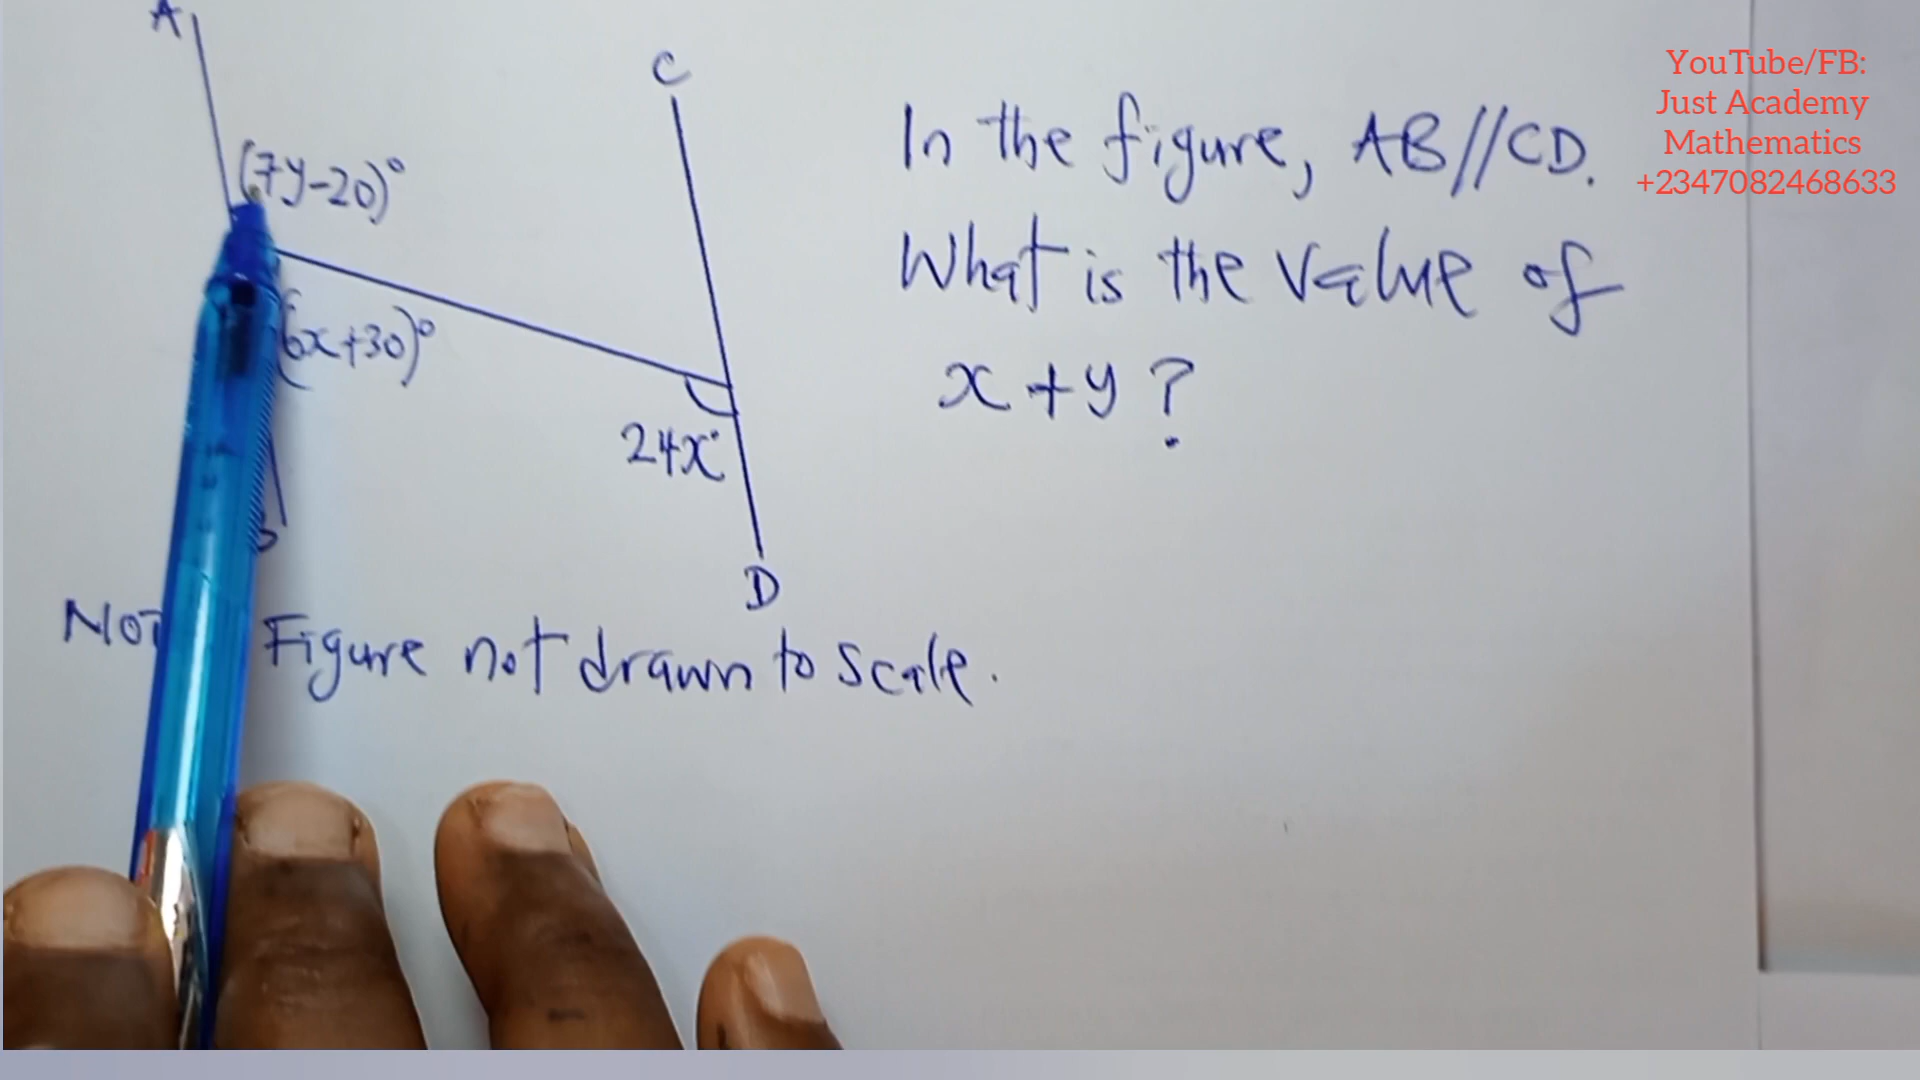 A
C
(7y-20)°
(6x+30)°
24x°
B
D
Figure not drawn to scale.
In the figure, AB//CD.
What is the value of
x+y?
YouTube/FB:
Just Academy
Mathematics
+2347082468633